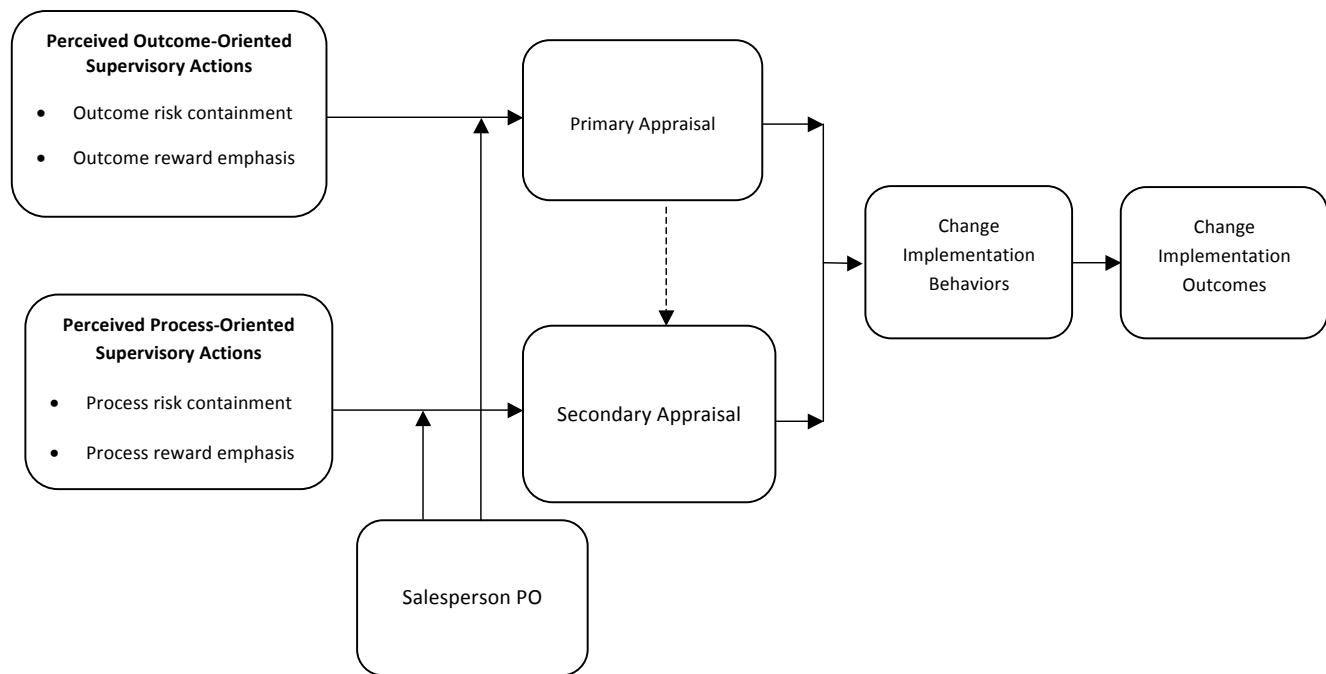 Perceived Outcome-Oriented
Supervisory Actions
• Outcome risk containment
• Outcome reward emphasis
Primary Appraisal
Change
Implementation
Behaviors
Change
Implementation
Outcomes
Perceived Process-Oriented
Supervisory Actions
• Process risk containment
• Process reward emphasis
Secondary Appraisal
Salesperson PO